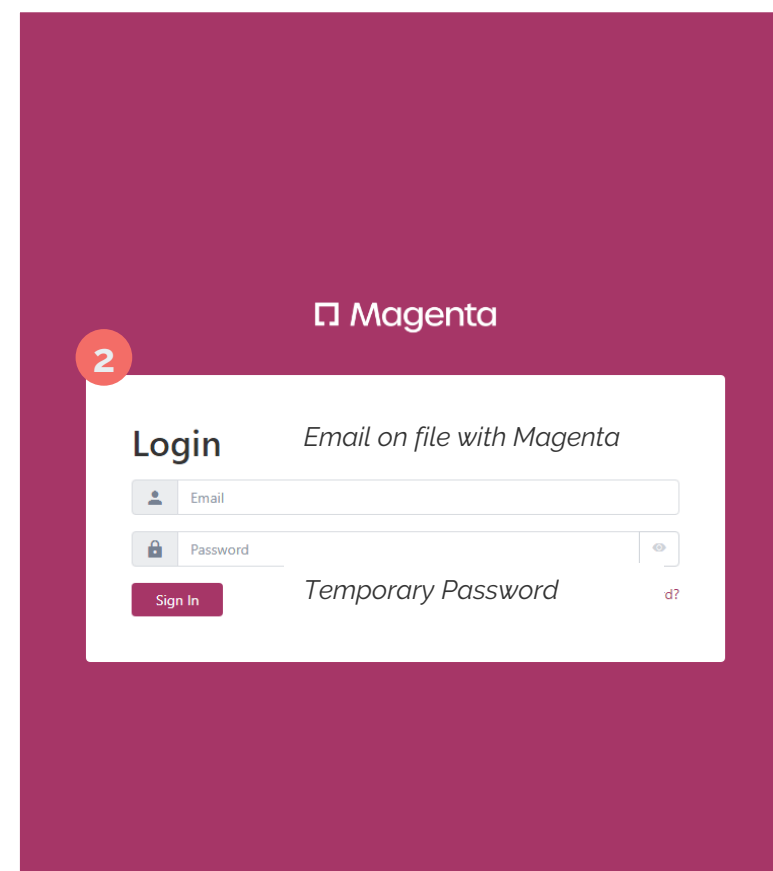 Magenta
2
Login
Email on file with Magenta
Email
Password
Temporary Password
Sign In
d?